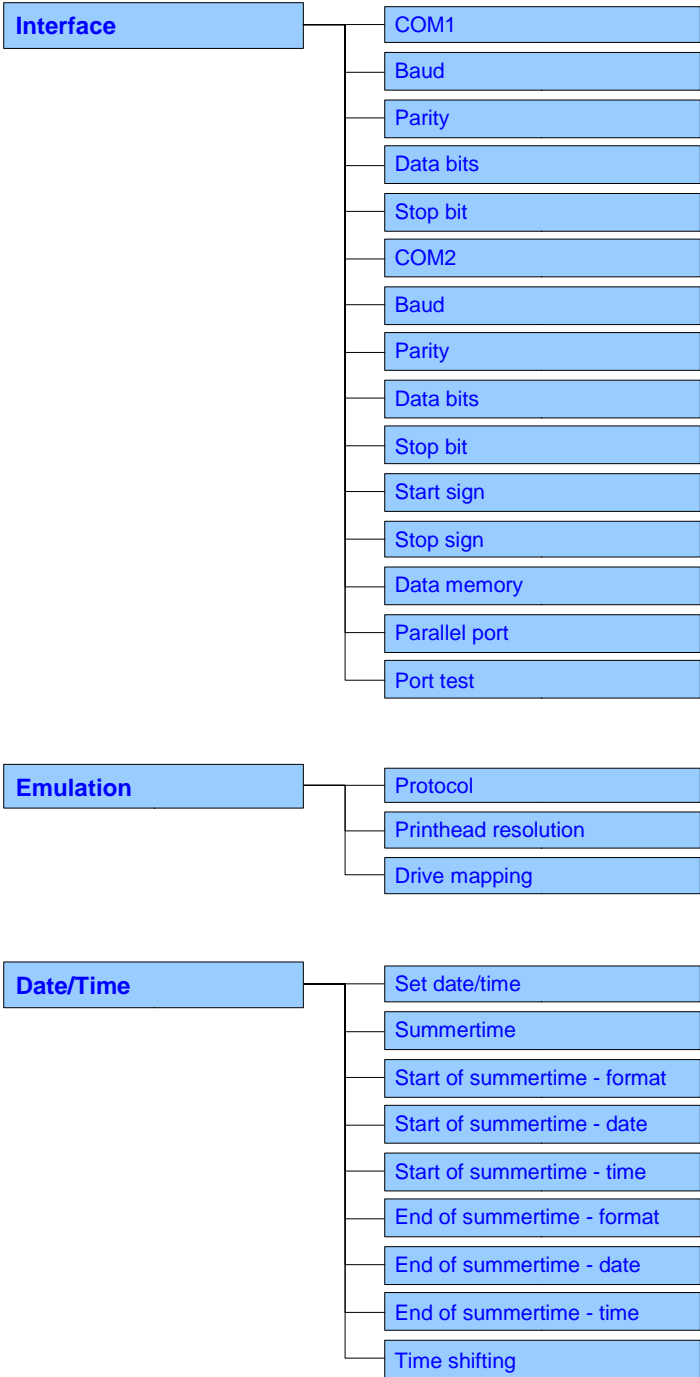 Interface
COM1
Baud
Parity
Data bits
Stop bit
COM2
Baud
Parity
Data bits
Stop bit
Start sign
Stop sign
Data memory
Parallel port
Port test
Emulation
Protocol
Printhead resolution
Drive mapping
Date/Time
Set date/time
Summertime
Start of summertime - format
Start of summertime - date
Start of summertime - time
End of summertime - format
End of summertime - date
End of summertime - time
Time shifting